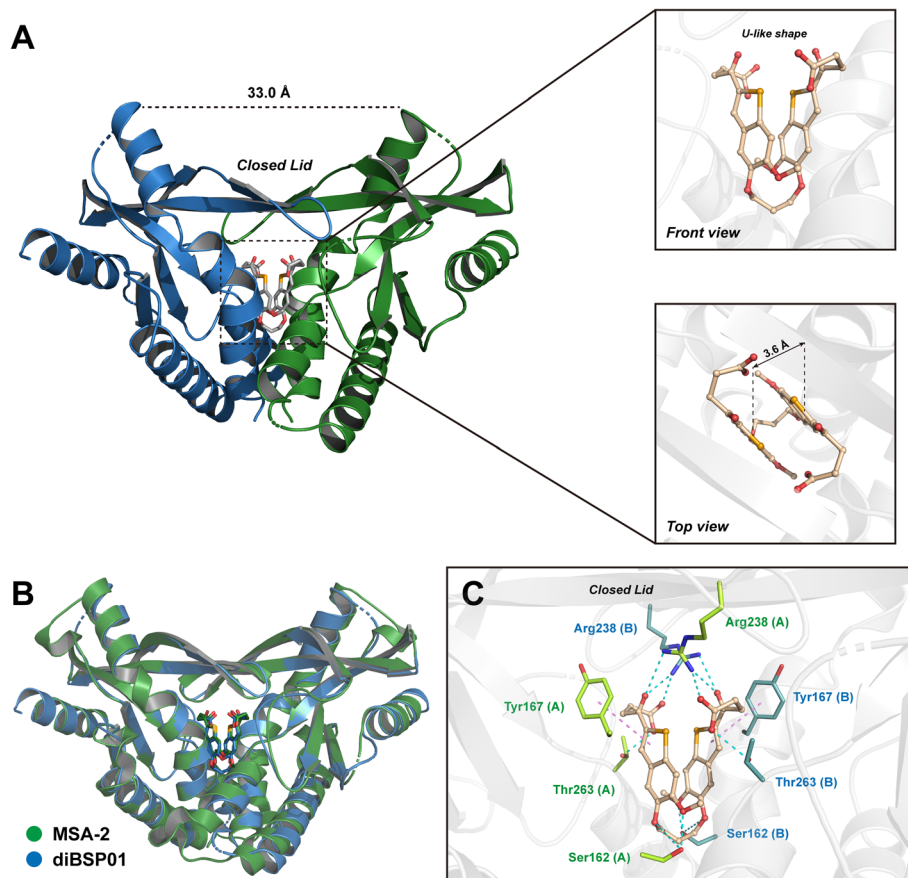 A
33.0 Å
Closed Lid
U-like shape
Front view
3.6 Å
Top view
B
MSA-2
diBSP01
C
Closed Lid
Arg238 (B)
Arg238 (A)
Tyr167 (A)
Tyr167 (B)
Thr263 (A)
Thr263 (B)
Ser162 (B)
Ser162 (A)